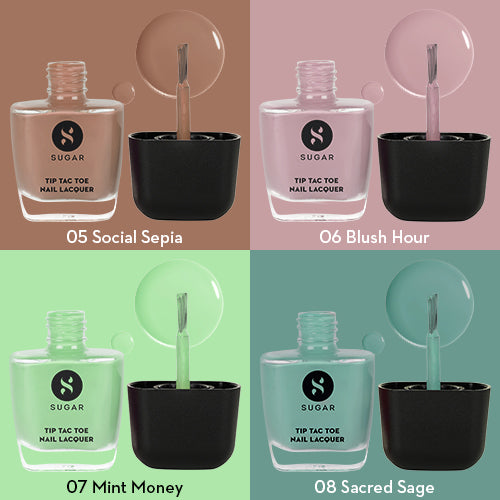 SUGAR
TIP TAC TOE
NAIL LACQUER
05 Social Sepia
SUGAR
TIP TAC TOE
NAIL LACQUER
06 Blush Hour
SUGAR
TIP TAC TOE
NAIL LACQUER
07 Mint Money
SUGAR
TIP TAC TOE
NAIL LACQUER
08 Sacred Sage